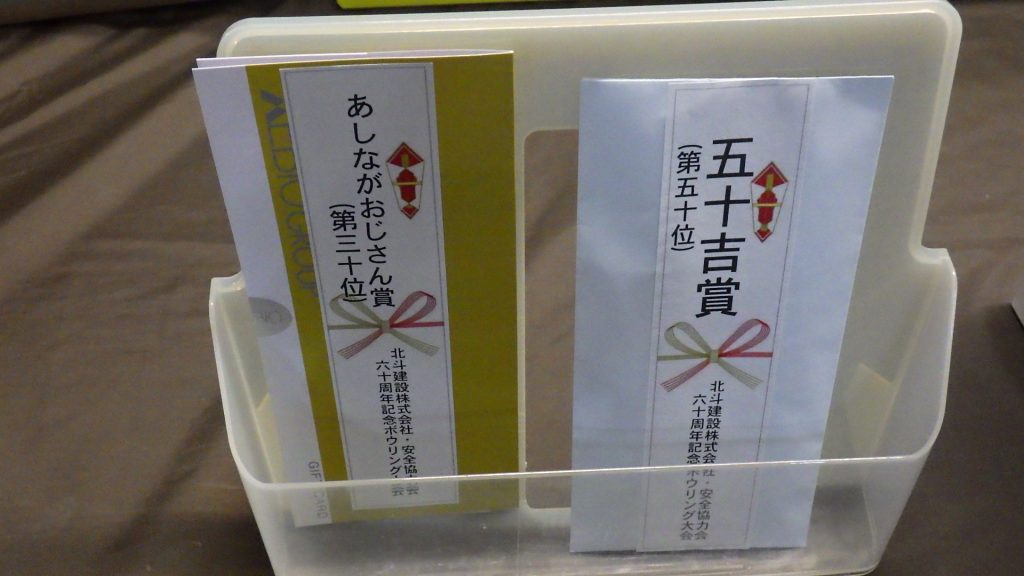 あしながおじさん賞
(第三十位)
北斗建設株式会社・安全協力会
六十周年記念ボウリング大会
GIFT CARD
五十吉賞
(第五十位)
北斗建設株式会社・安全協力会
六十周年記念ボウリング大会